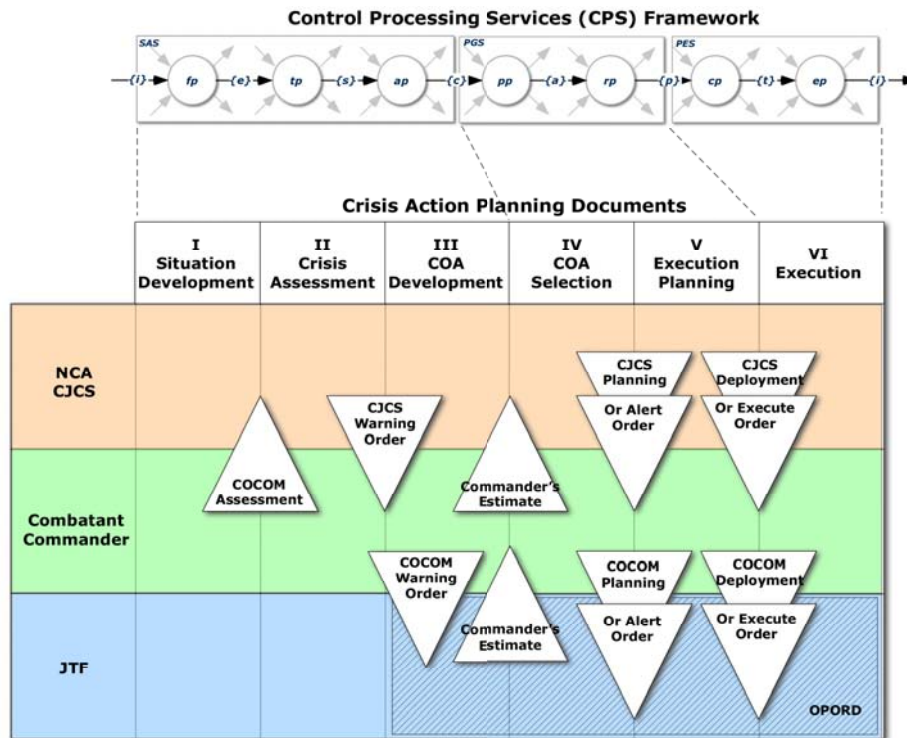 Control Processing Services (CPS) Framework
SAS
PGS
PES
{i} fp {e} tp {s} ap {c} pp {a} rp {p} cp {t} ep {i}
Crisis Action Planning Documents
I
Situation
Development
II
Crisis
Assessment
III
COA
Development
IV
COA
Selection
V
Execution
Planning
VI
Execution
NCA
CJCS
COCOM
Assessment
CJCS
Warning
Order
Commander's
Estimate
CJCS
Planning
Or Alert
Order
CJCS
Deployment
Or Execute
Order
Combatant
Commander
COCOM
Warning
Order
Commander's
Estimate
COCOM
Planning
Or Alert
Order
COCOM
Deployment
Or Execute
Order
JTF
OPORD